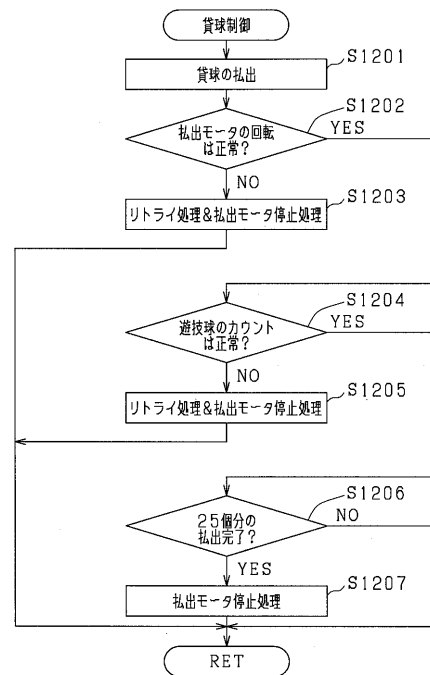 貸球制御
貸球の払出
S1201
払出モータの回転
は正常?
S1202
YES
NO
リトライ処理&払出モータ停止処理
S1203
遊技球のカウント
は正常?
S1204
YES
NO
リトライ処理&払出モータ停止処理
S1205
25個分の
払出完了?
S1206
NO
YES
払出モータ停止処理
S1207
RET